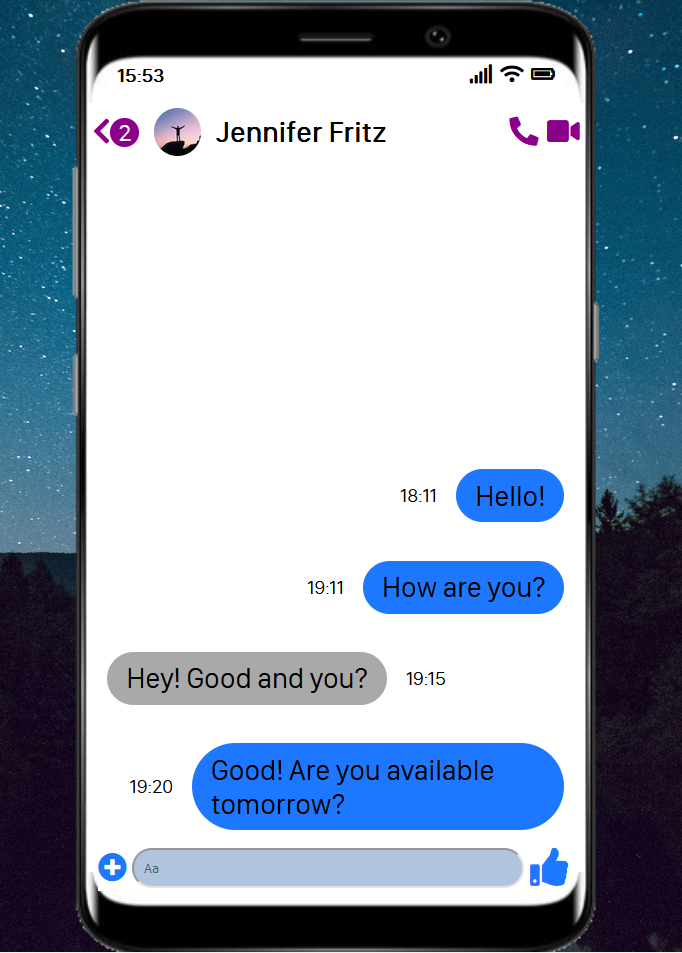 15:53
2 Jennifer Fritz
18:11 Hello!
19:11 How are you?
Hey! Good and you? 19:15
19:20 Good! Are you available
tomorrow?
Aa